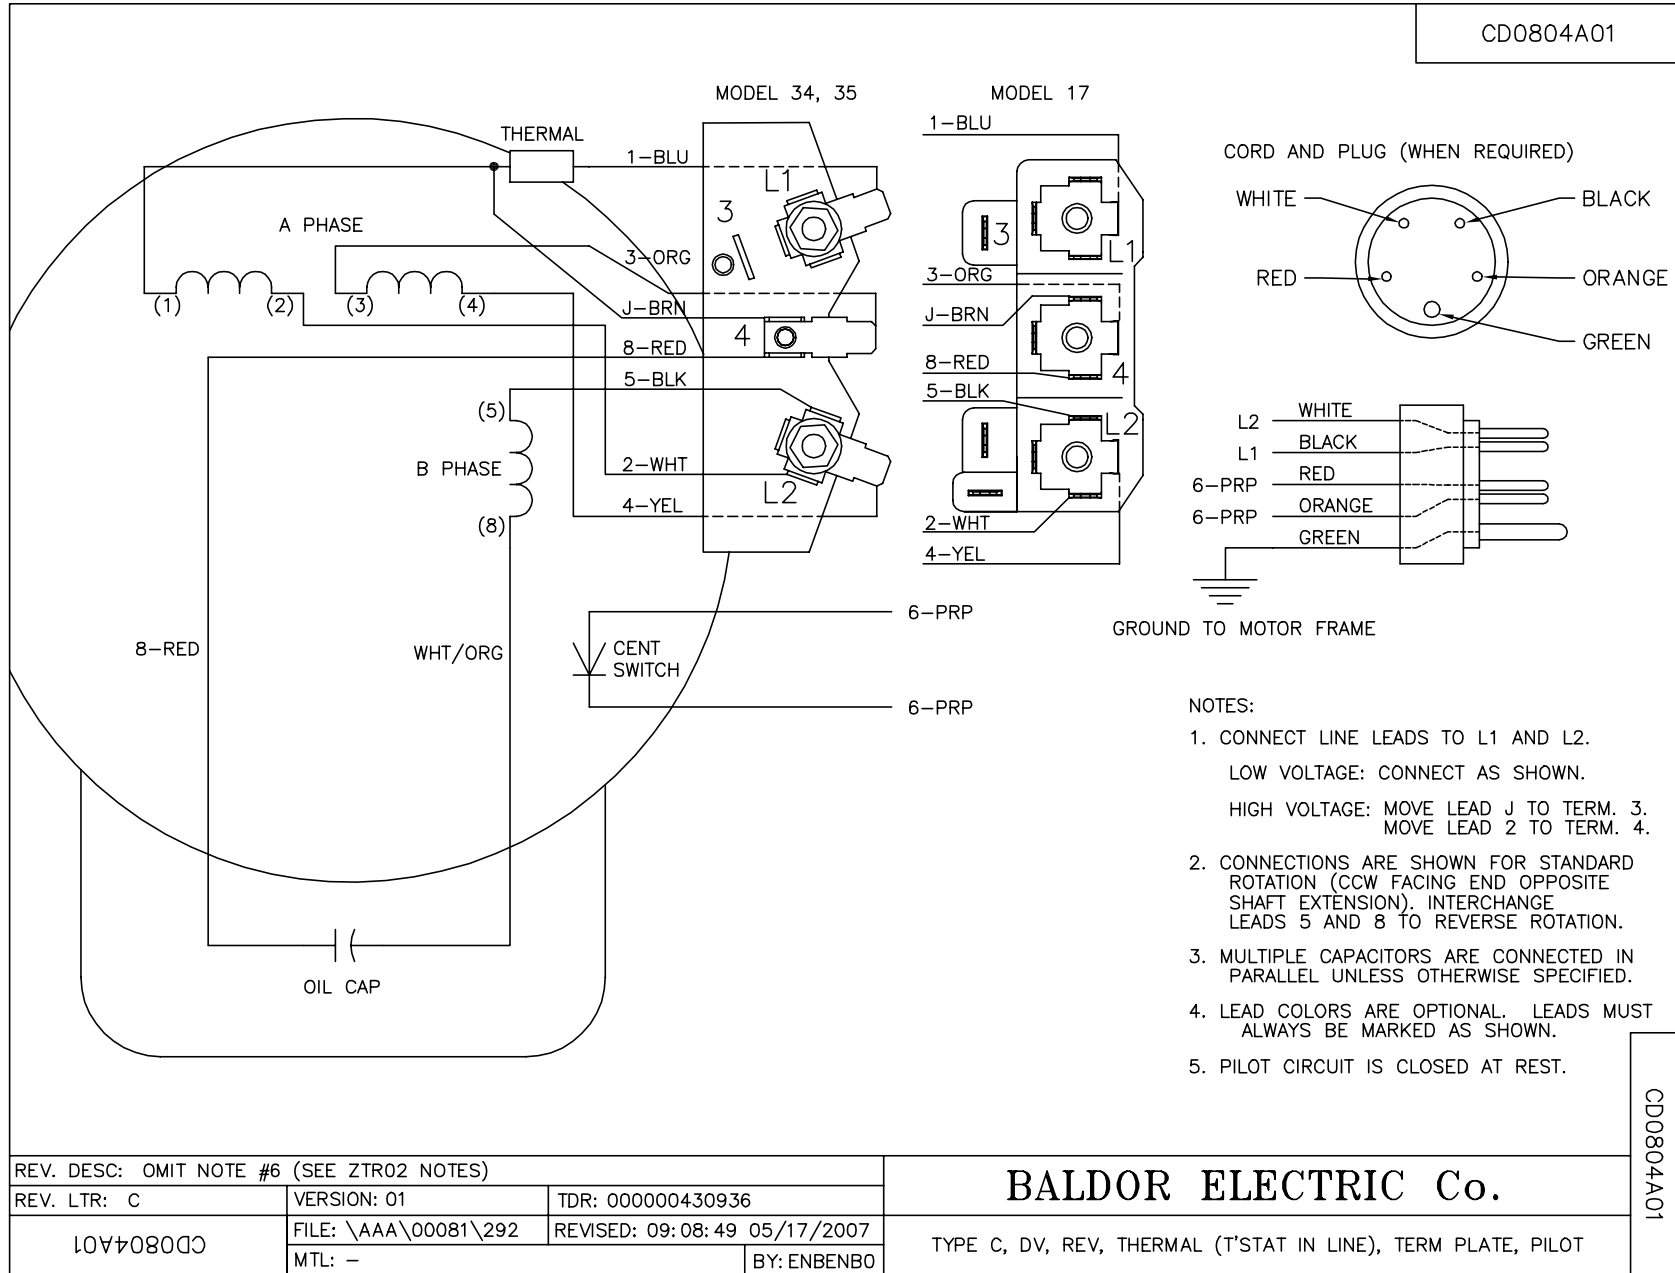 CD0804A01
MODEL 34, 35
MODEL 17
THERMAL
1-BLU
1-BLU
CORD AND PLUG (WHEN REQUIRED)
WHITE
BLACK
L1
3
A PHASE
3
L1
3-ORG
3-ORG
RED
ORANGE
(1)
(2)
(3)
(4)
J-BRN
J-BRN
4
GREEN
8-RED
8-RED
4
5-BLK
5-BLK
(5)
L2
L2
WHITE
L1
BLACK
B PHASE
2-WHT
RED
6-PRP
L2
4-YEL
ORANGE
6-PRP
(8)
2-WHT
GREEN
4-YEL
6-PRP
GROUND TO MOTOR FRAME
8-RED
WHT/ORG
CENT
SWITCH
6-PRP
NOTES:
1. CONNECT LINE LEADS TO L1 AND L2.
LOW VOLTAGE: CONNECT AS SHOWN.
HIGH VOLTAGE: MOVE LEAD J TO TERM. 3.
MOVE LEAD 2 TO TERM. 4.
2. CONNECTIONS ARE SHOWN FOR STANDARD
ROTATION (CCW FACING END OPPOSITE
SHAFT EXTENSION). INTERCHANGE
LEADS 5 AND 8 TO REVERSE ROTATION.
3. MULTIPLE CAPACITORS ARE CONNECTED IN
PARALLEL UNLESS OTHERWISE SPECIFIED.
OIL CAP
4. LEAD COLORS ARE OPTIONAL. LEADS MUST
ALWAYS BE MARKED AS SHOWN.
5. PILOT CIRCUIT IS CLOSED AT REST.
CD0804A01
REV. DESC: OMIT NOTE #6 (SEE ZTR02 NOTES)
REV. LTR: C
VERSION: 01
TDR: 000000430936
BALDOR ELECTRIC Co.
CD0804A01
FILE: \AAA\00081\292
REVISED: 09:08:49 05/17/2007
MTL: -
BY: ENBENBO
TYPE C, DV, REV, THERMAL (T'STAT IN LINE), TERM PLATE, PILOT